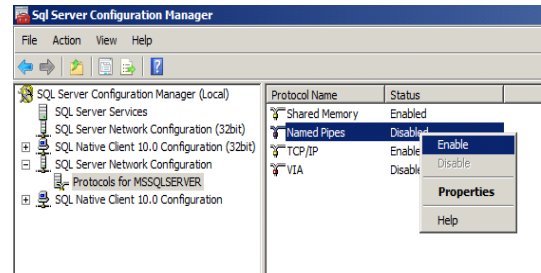 Sql Server Configuration Manager
File Action View Help
SQL Server Configuration Manager (Local)
SQL Server Services
SQL Server Network Configuration (32bit)
SQL Native Client 10.0 Configuration (32bit)
SQL Server Network Configuration
Protocols for MSSQLSERVER
SQL Native Client 10.0 Configuration
Protocol Name Status
Shared Memory Enabled
Named Pipes Disabled
TCP/IP Enable
VIA Disable
Enable
Disable
Properties
Help